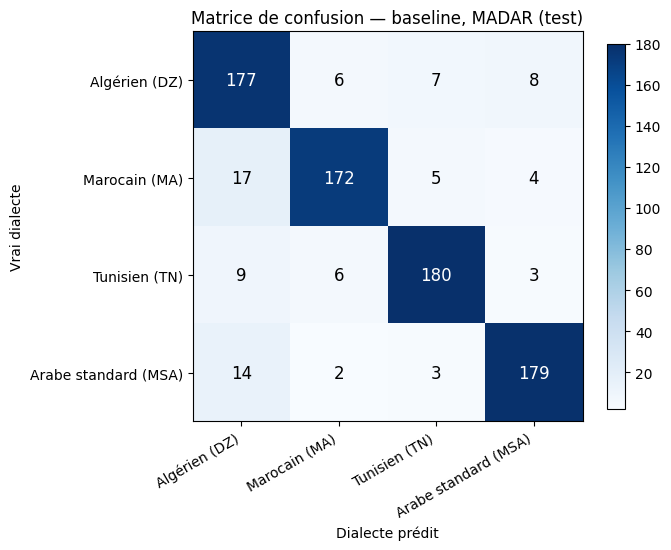 Matrice de confusion — baseline, MADAR (test)
Vrai dialecte
Algérien (DZ)
177 6 7 8
Marocain (MA)
17 172 5 4
Tunisien (TN)
9 6 180 3
Arabe standard (MSA)
14 2 3 179
Algérien (DZ)
Marocain (MA)
Tunisien (TN)
Arabe standard (MSA)
Dialecte prédit
180
160
140
120
100
80
60
40
20